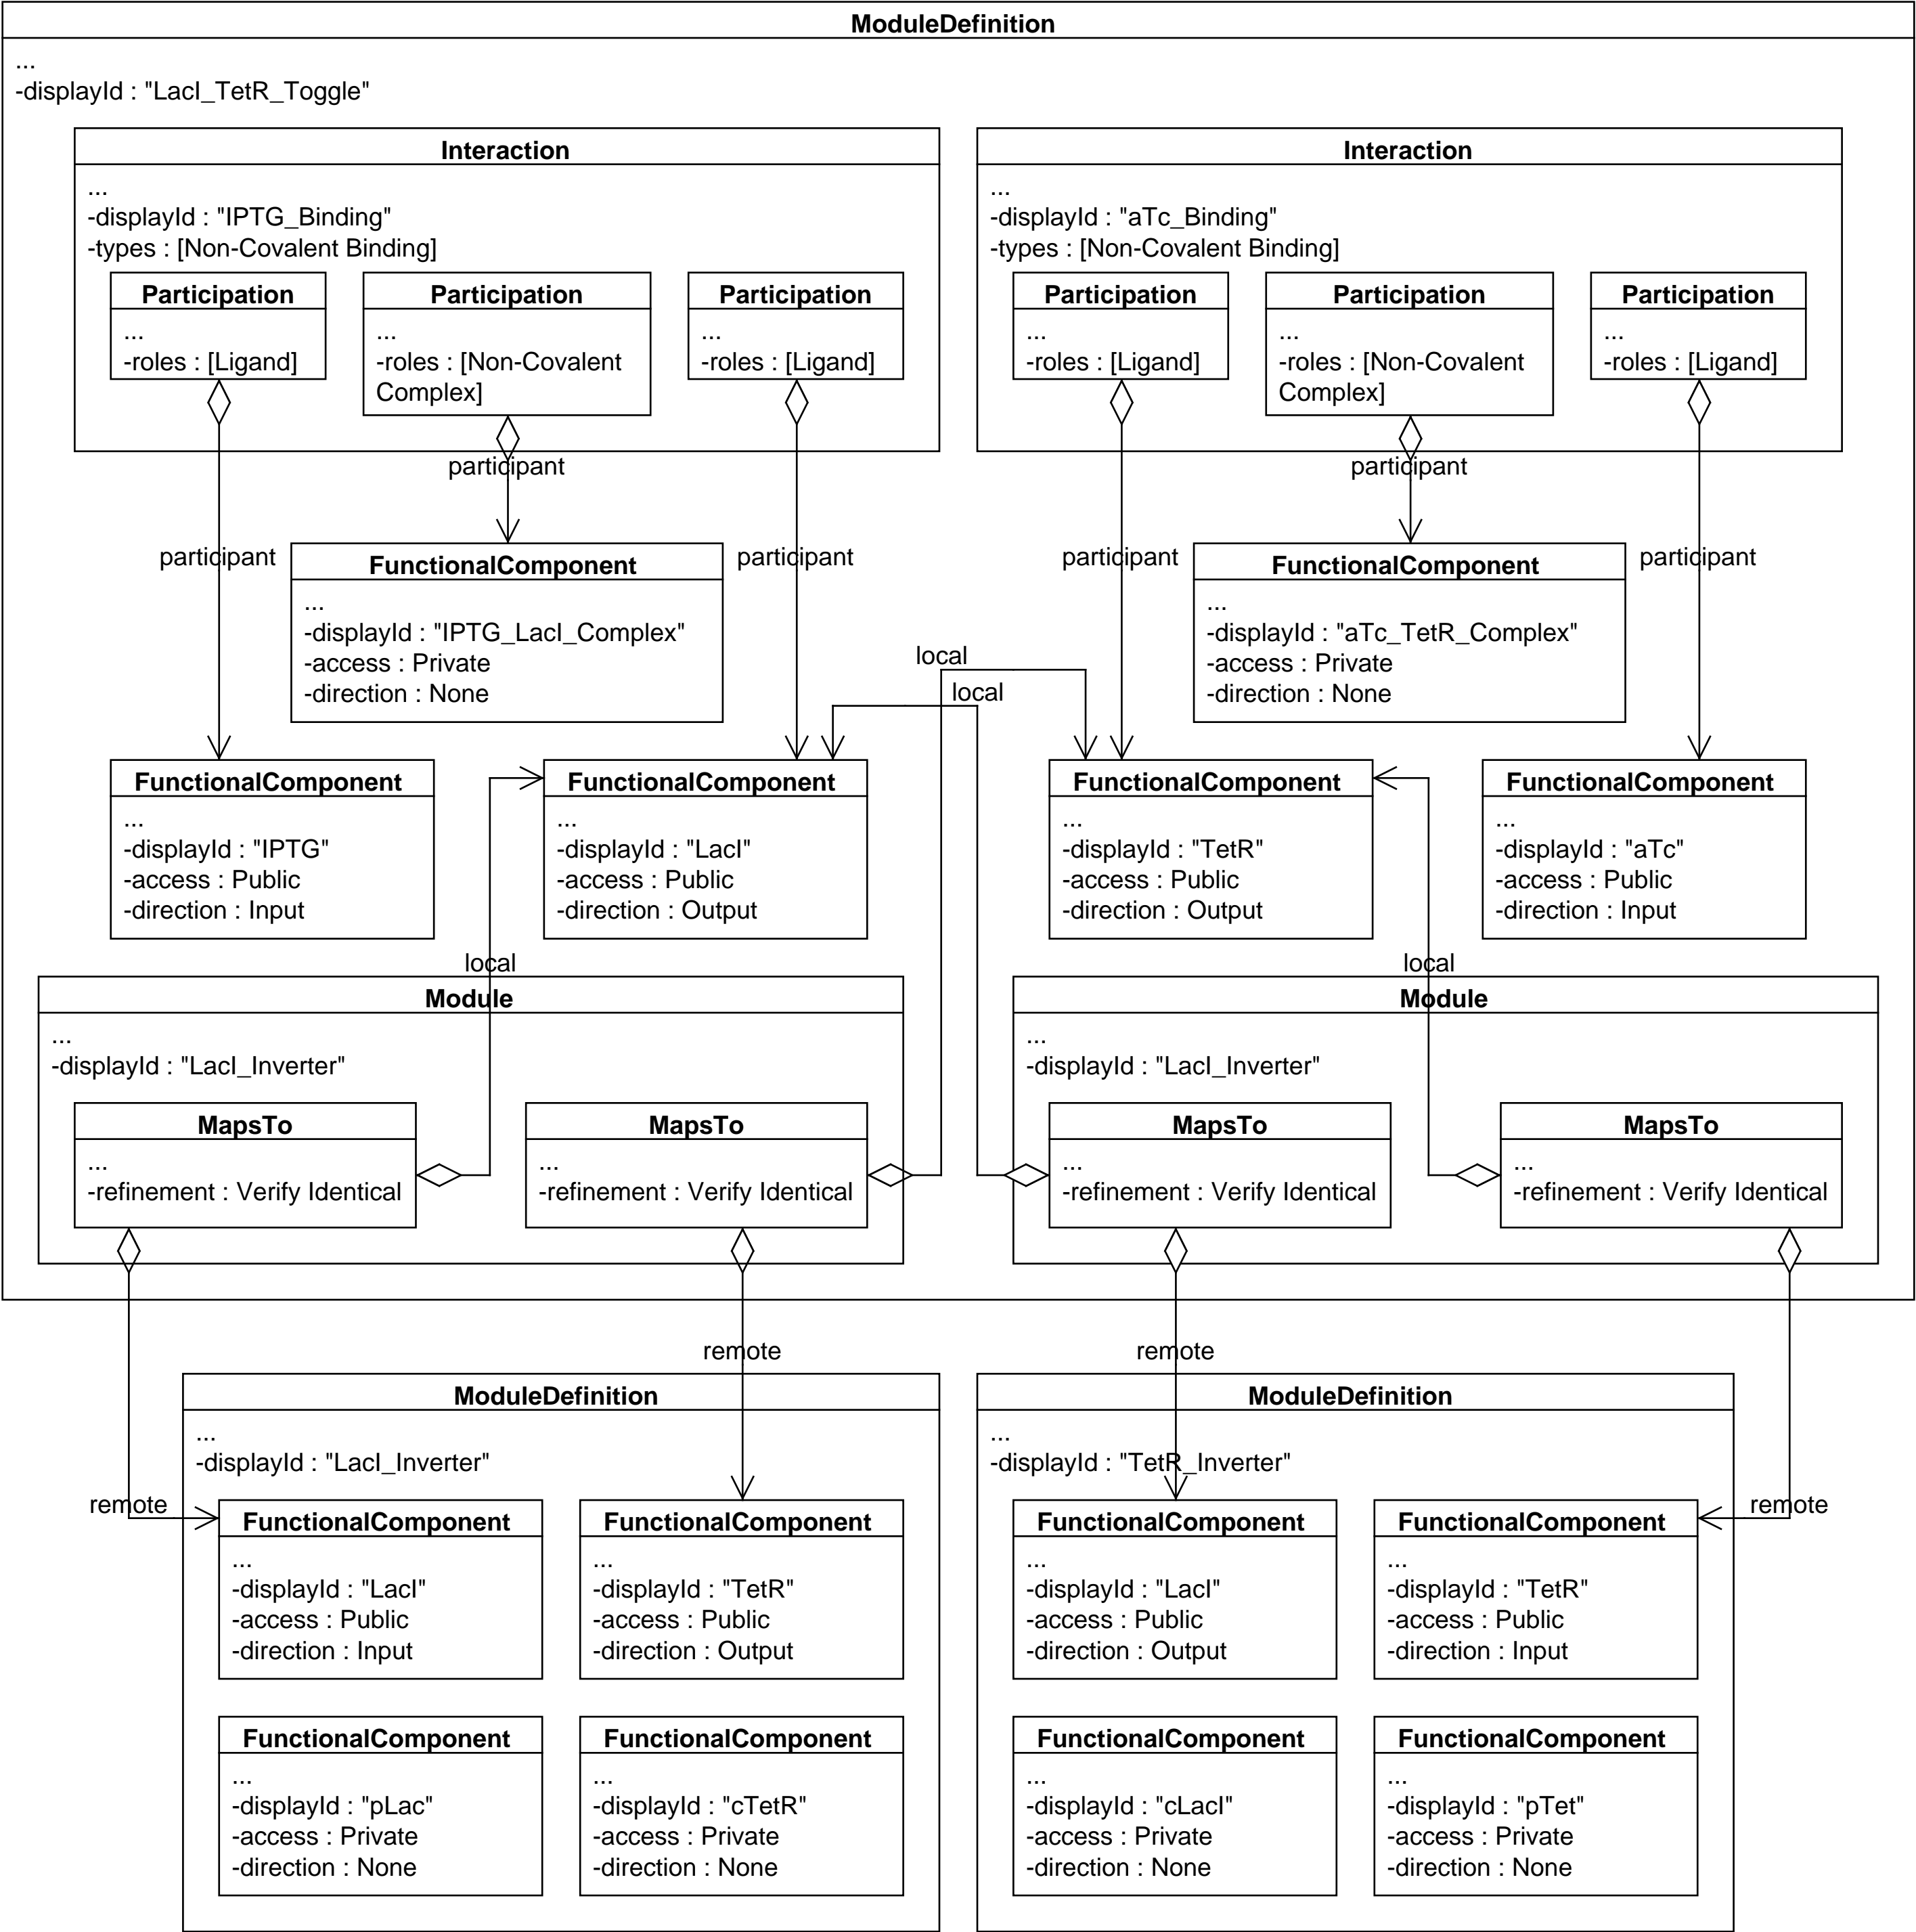 ModuleDefinition
...
-displayId : "LacI_TetR_Toggle"
Interaction
...
-displayId : "IPTG_Binding"
-types : [Non-Covalent Binding]
Participation
...
-roles : [Ligand]
Participation
...
-roles : [Non-Covalent
Complex]
Participation
...
-roles : [Ligand]
Interaction
...
-displayId : "aTc_Binding"
-types : [Non-Covalent Binding]
Participation
...
-roles : [Ligand]
Participation
...
-roles : [Non-Covalent
Complex]
Participation
...
-roles : [Ligand]
participant
participant
participant
participant
participant
participant
FunctionalComponent
...
-displayId : "IPTG_LacI_Complex"
-access : Private
-direction : None
FunctionalComponent
...
-displayId : "aTc_TetR_Complex"
-access : Private
-direction : None
local
local
FunctionalComponent
...
-displayId : "IPTG"
-access : Public
-direction : Input
FunctionalComponent
...
-displayId : "LacI"
-access : Public
-direction : Output
FunctionalComponent
...
-displayId : "TetR"
-access : Public
-direction : Output
FunctionalComponent
...
-displayId : "aTc"
-access : Public
-direction : Input
local
local
Module
...
-displayId : "LacI_Inverter"
MapsTo
...
-refinement : Verify Identical
MapsTo
...
-refinement : Verify Identical
Module
...
-displayId : "LacI_Inverter"
MapsTo
...
-refinement : Verify Identical
MapsTo
...
-refinement : Verify Identical
remote
remote
remote
remote
ModuleDefinition
...
-displayId : "LacI_Inverter"
FunctionalComponent
...
-displayId : "LacI"
-access : Public
-direction : Input
FunctionalComponent
...
-displayId : "TetR"
-access : Public
-direction : Output
FunctionalComponent
...
-displayId : "pLac"
-access : Private
-direction : None
FunctionalComponent
...
-displayId : "cTetR"
-access : Private
-direction : None
ModuleDefinition
...
-displayId : "TetR_Inverter"
FunctionalComponent
...
-displayId : "LacI"
-access : Public
-direction : Output
FunctionalComponent
...
-displayId : "TetR"
-access : Public
-direction : Input
FunctionalComponent
...
-displayId : "cLacI"
-access : Private
-direction : None
FunctionalComponent
...
-displayId : "pTet"
-access : Private
-direction : None